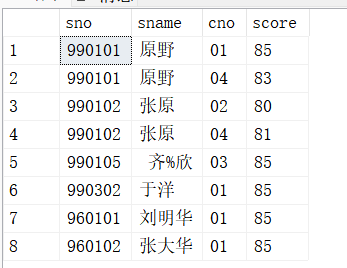 sno sname cno score
1 990101 原野 01 85
2 990101 原野 04 83
3 990102 张原 02 80
4 990102 张原 04 81
5 990105 齐%欣 03 85
6 990302 于洋 01 85
7 960101 刘明华 01 85
8 960102 张大华 01 85